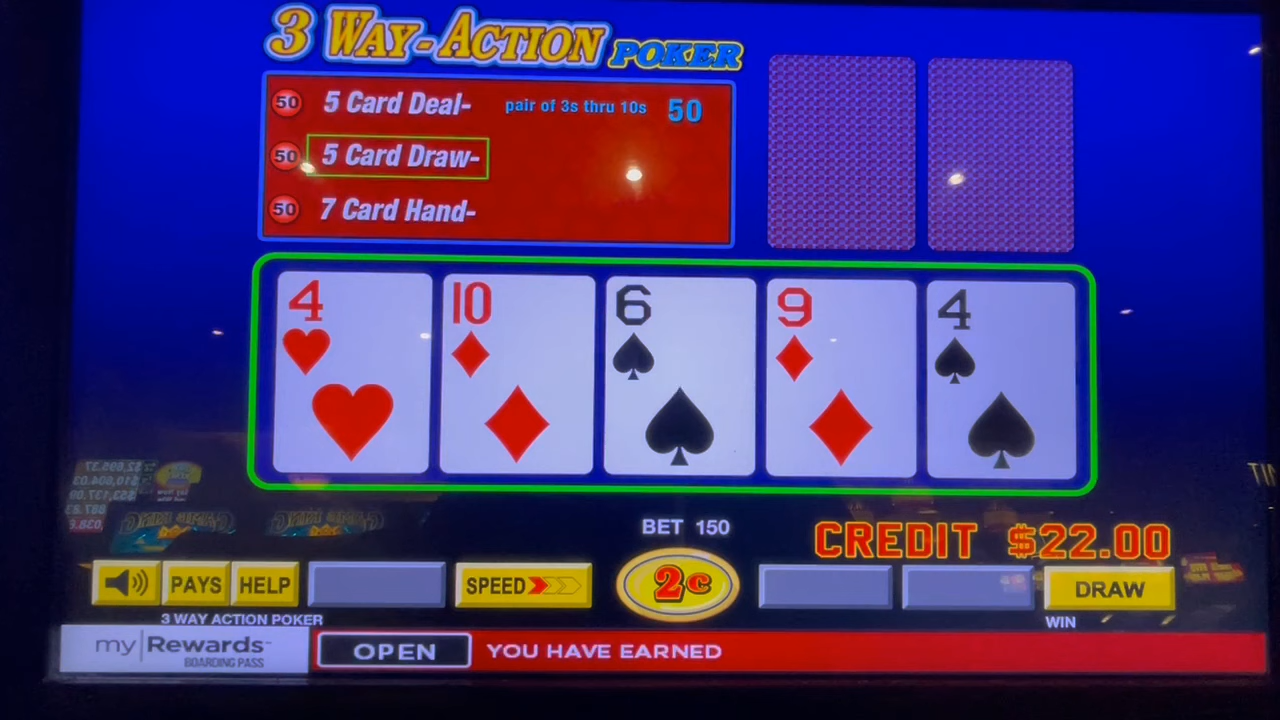 3 WAY-ACTION POKER
50 5 Card Deal- pair of 3s thru 10s 50
50 5 Card Draw-
50 7 Card Hand-
4 10 6 9 4
BET 150
CREDIT $22.00
PAYS HELP SPEED 2¢ DRAW
3 WAY ACTION POKER
WIN
my|Rewards™
BOARDING PASS
OPEN YOU HAVE EARNED